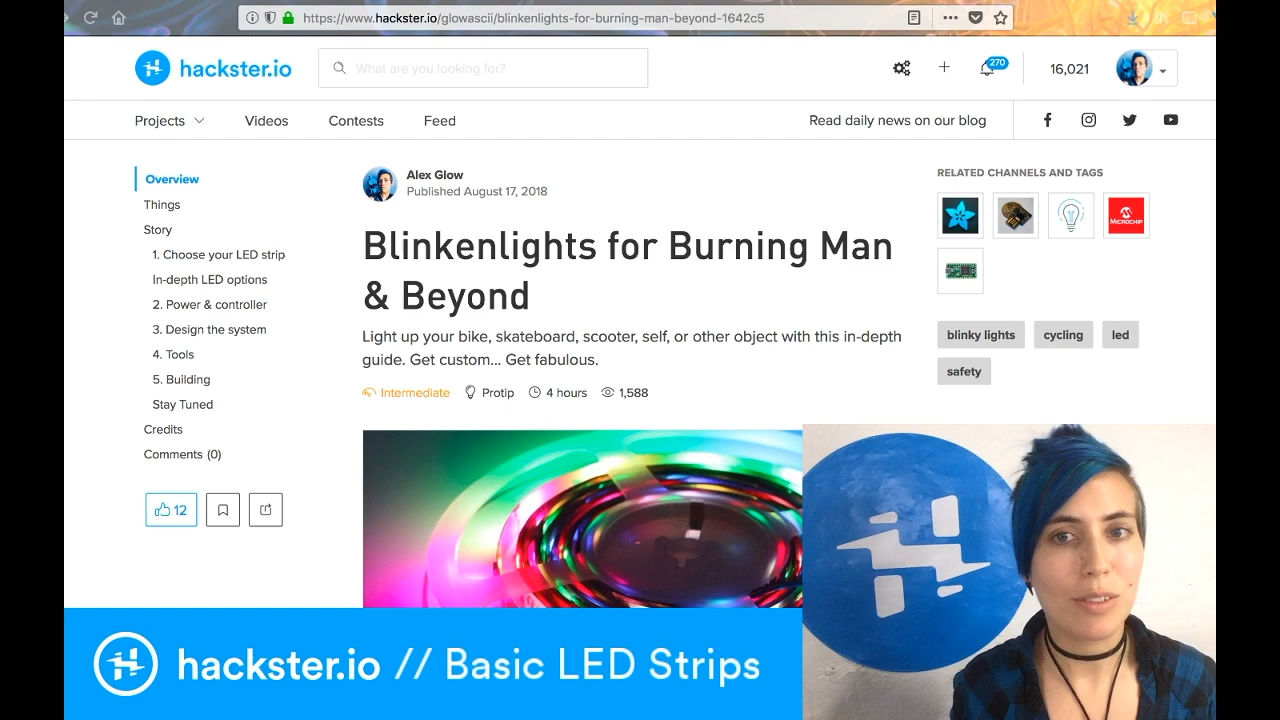 https://www.hackster.io/glowascii/blinkenlights-for-burning-man-beyond-1642c5
hackster.io
What are you looking for?
270
16,021
Projects
Videos
Contests
Feed
Read daily news on our blog
Overview
Things
Story
1. Choose your LED strip
In-depth LED options
2. Power & controller
3. Design the system
4. Tools
5. Building
Stay Tuned
Credits
Comments (0)
12
Alex Glow
Published August 17, 2018
Blinkenlights for Burning Man
& Beyond
Light up your bike, skateboard, scooter, self, or other object with this in-depth
guide. Get custom... Get fabulous.
Intermediate
Protip
4 hours
1,588
RELATED CHANNELS AND TAGS
MICROCHIP
blinky lights
cycling
led
safety
hackster.io // Basic LED Strips